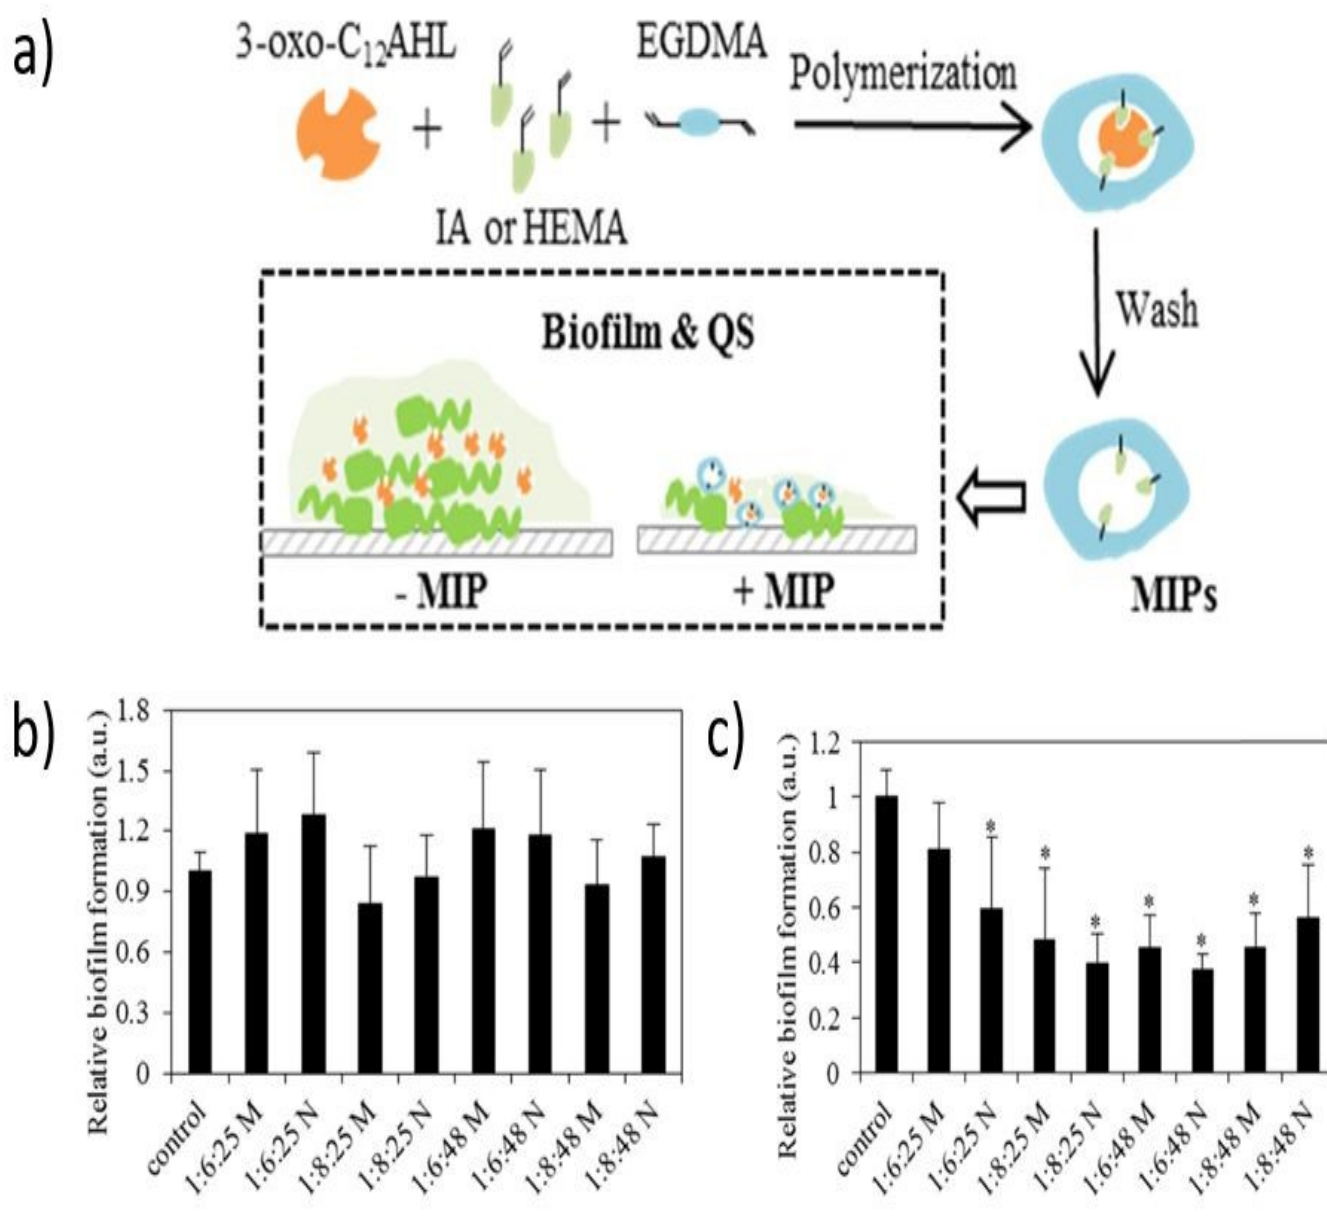 a)
3-oxo-C₁₂AHL
EGDMA
+
+
Polymerization
IA or HEMA
Wash
Biofilm & QS
- MIP
+ MIP
MIPs
b)
Relative biofilm formation (a.u.)
1.8
1.5
1.2
0.9
0.6
0.3
0
control
1:6:25 M
1:6:25 N
1:8:25 M
1:8:25 N
1:6:48 M
1:6:48 N
1:8:48 M
1:8:48 N
c)
Relative biofilm formation (a.u.)
1.2
1
0.8
0.6
0.4
0.2
0
*
*
*
*
*
*
*
control
1:6:25 M
1:6:25 N
1:8:25 M
1:8:25 N
1:6:48 M
1:6:48 N
1:8:48 M
1:8:48 N